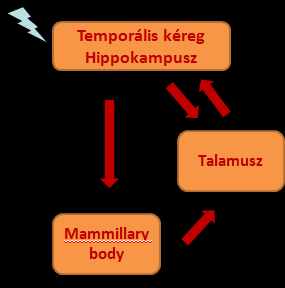 Temporális kéreg
Hippokampusz
Talamusz
Mammillary
body